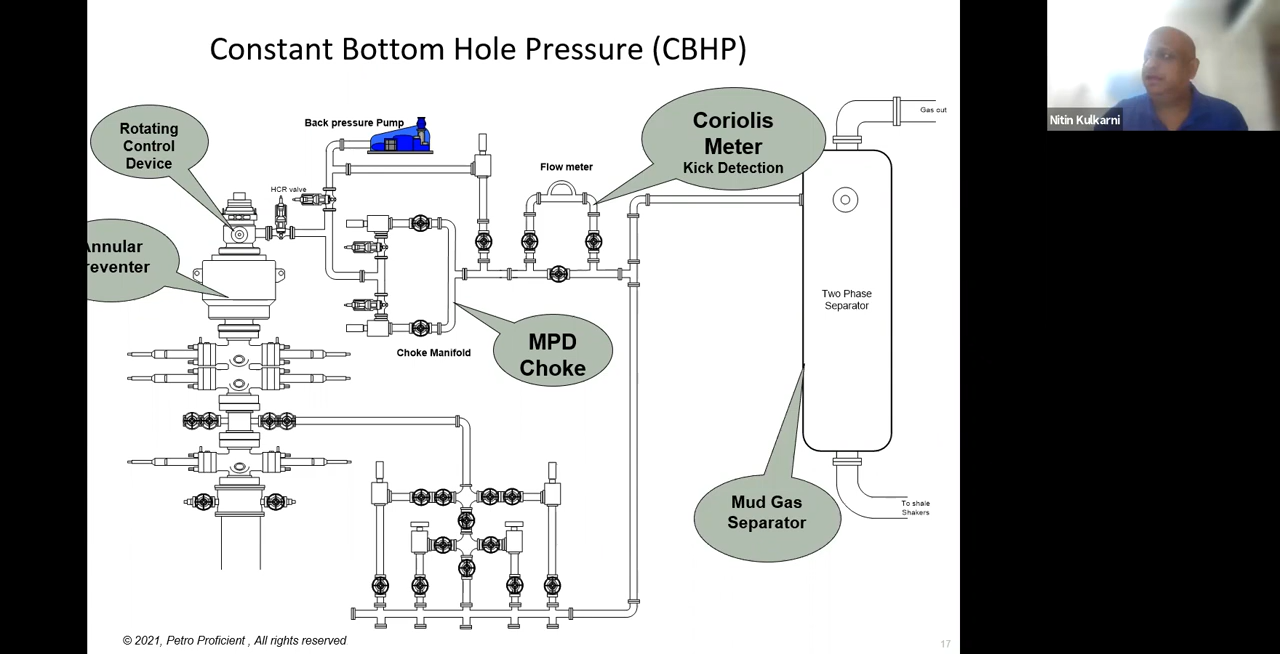 Constant Bottom Hole Pressure (CBHP)
Rotating
Control
Device
Back pressure Pump
HCR valve
Annular
Preventer
Flow meter
Coriolis
Meter
Kick Detection
Gas cut
Nitin Kulkarni
Two Phase
Separator
MPD
Choke
Choke Manifold
Mud Gas
Separator
To shale
Shakers
© 2021, Petro Proficient , All rights reserved
17